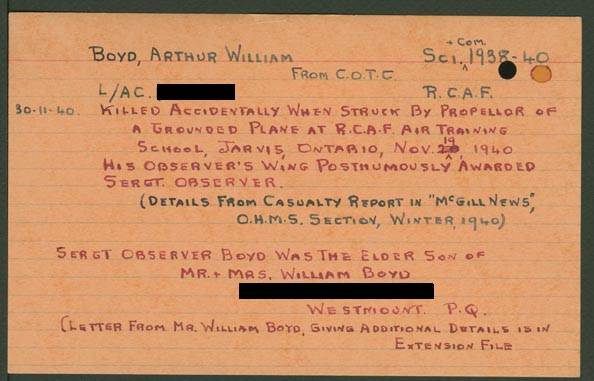 + Com.
BOYD, ARTHUR WILLIAM SCI. ^ 1938-40
FROM C.O.T.C.
L/AC. R.C.A.F.
30-11-40. KILLED ACCIDENTALLY WHEN STRUCK BY PROPELLOR OF
A GROUNDED PLANE AT R.C.A.F. AIR TRAINING
19
SCHOOL, JARVIS, ONTARIO, NOV. ^ 1940
HIS OBSERVER'S WING POSTHUMOUSLY AWARDED
SERGT. OBSERVER.
(DETAILS FROM CASUALTY REPORT IN "MCGILL NEWS",
O.H.M.S. SECTION, WINTER, 1940)
SERGT OBSERVER BOYD WAS THE ELDER SON OF
MR. + MRS. WILLIAM BOYD
WESTMOUNT. P.Q.
(LETTER FROM MR. WILLIAM BOYD, GIVING ADDITIONAL DETAILS IS IN
EXTENSION FILE